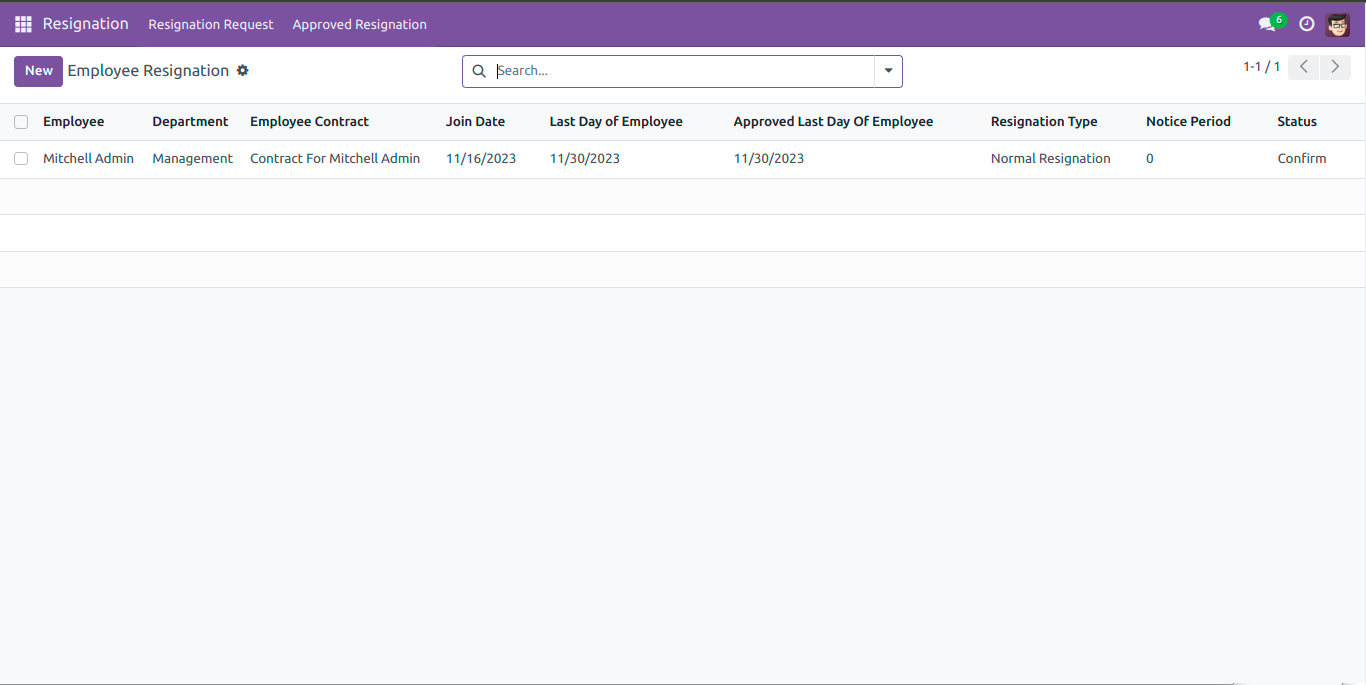 Resignation Resignation Request Approved Resignation 6
New Employee Resignation Search... 1-1 / 1
Employee Department Employee Contract Join Date Last Day of Employee Approved Last Day Of Employee Resignation Type Notice Period Status
Mitchell Admin Management Contract For Mitchell Admin 11/16/2023 11/30/2023 11/30/2023 Normal Resignation 0 Confirm